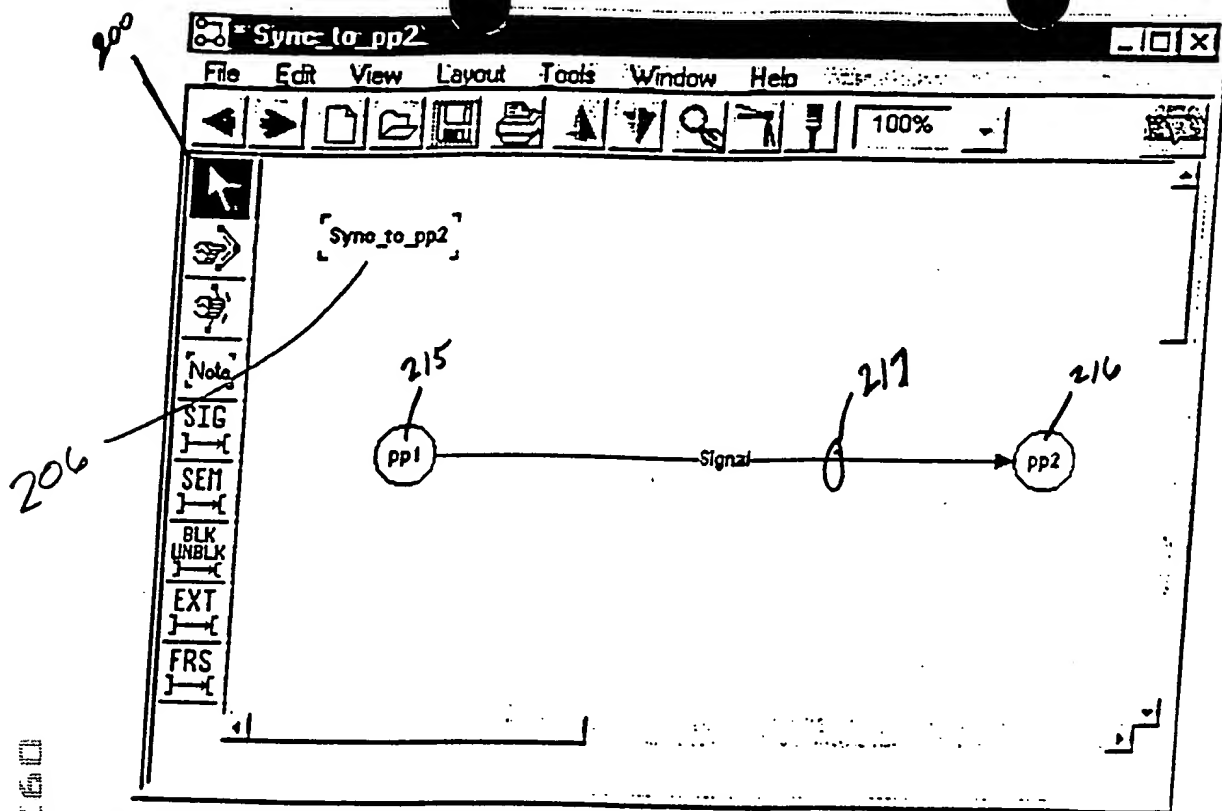 200
* Sync_to_pp2
File Edit View Layout Tools Window Help
100%
Sync_to_pp2
Note
SIG
SEM
BLK
UNBLK
EXT
FRS
206
215
217
216
pp1
Signal
pp2